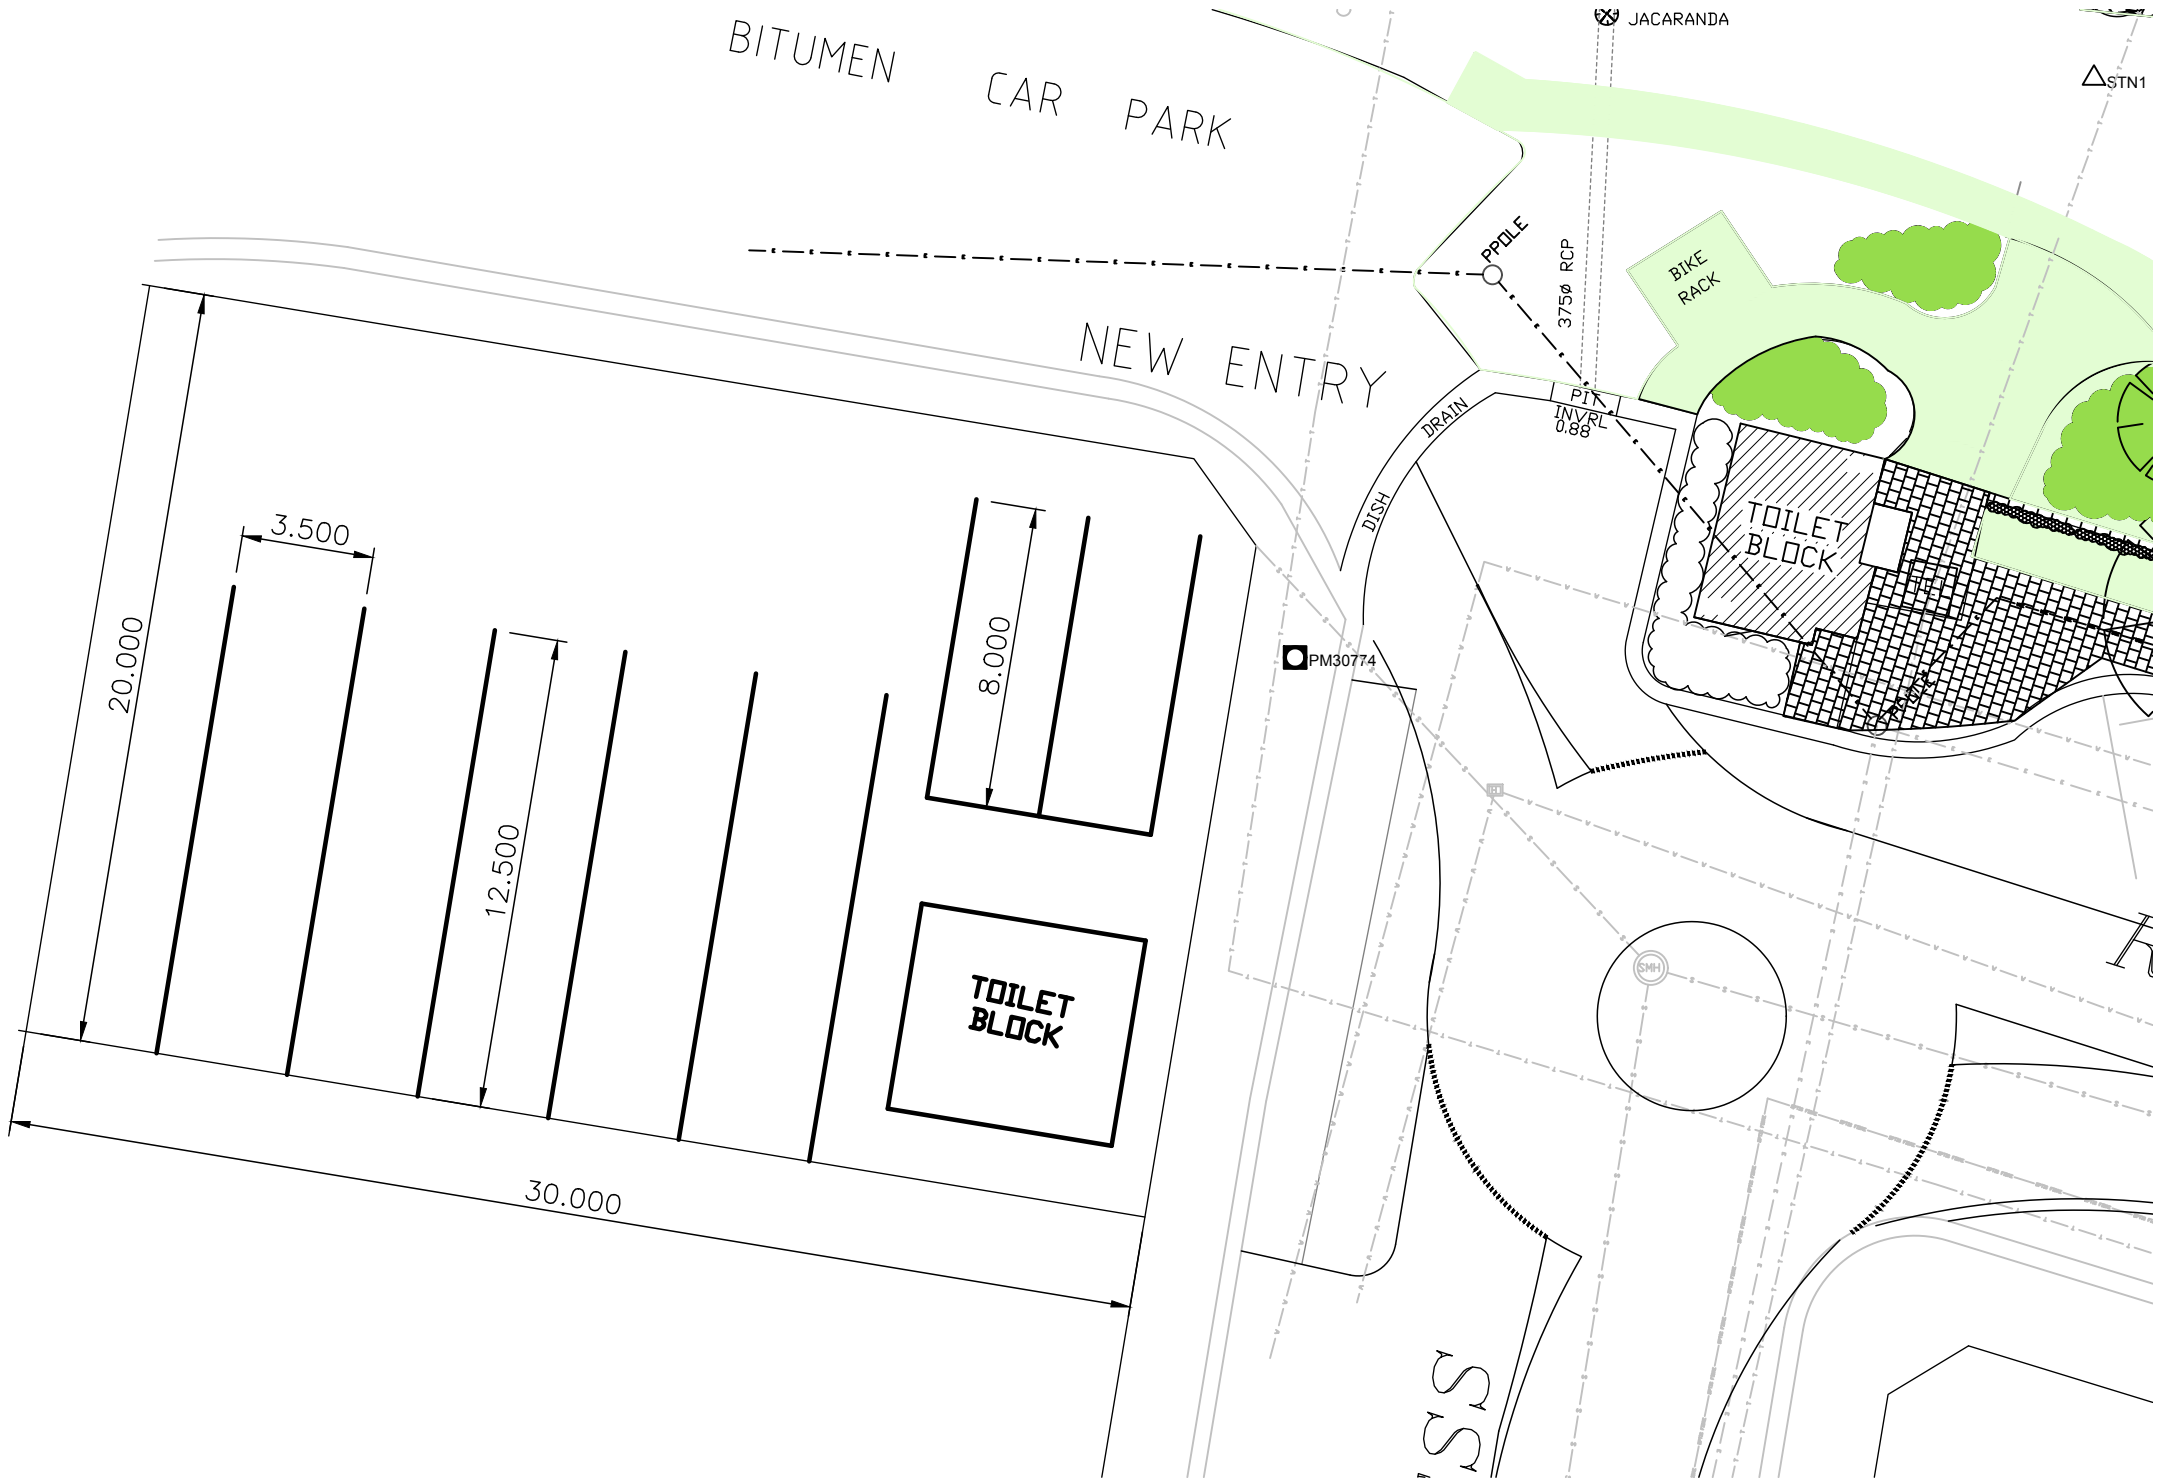 BITUMEN CAR PARK
JACARANDA
STN1
PPOLE
375ø RCP
BIKE
RACK
NEW ENTRY
PIT
INVRL
0.88
DISH DRAIN
TOILET
BLOCK
3.500
20.000
8.000
12.500
PM30774
PPOLE
TOILET
BLOCK
SMH
30.000
SS